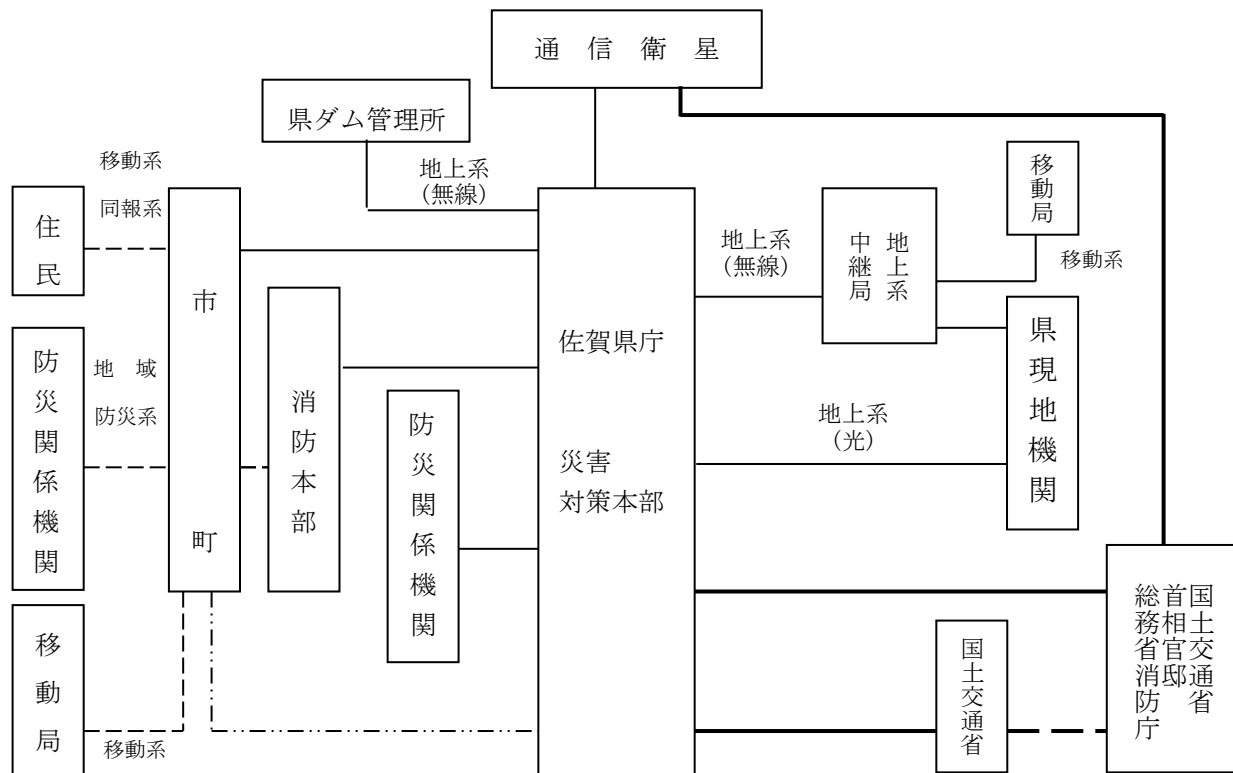 通信衛星
県ダム管理所
移動系
同報系
地上系
(無線)
移動局
住民
市町
地上系
(無線)
地上系
中継局
移動系
防災関係機関
地域
防災系
消防本部
防災関係機関
佐賀県庁
災害
対策本部
地上系
(光)
県現地機関
移動局
移動系
国土交通省
国土交通省
首相官邸
総務省消防庁